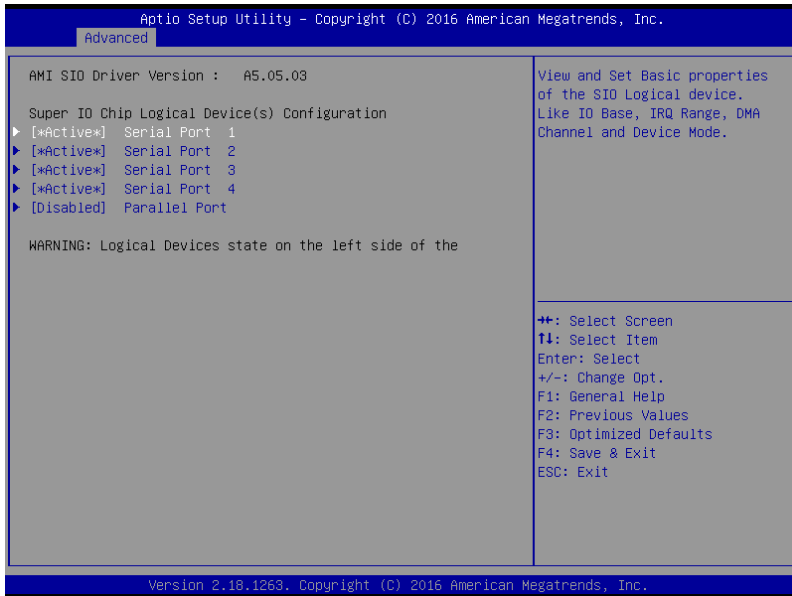 Aptio Setup Utility – Copyright (C) 2016 American Megatrends, Inc.
Advanced
AMI SIO Driver Version : A5.05.03
Super IO Chip Logical Device(s) Configuration
[*Active*] Serial Port 1
[*Active*] Serial Port 2
[*Active*] Serial Port 3
[*Active*] Serial Port 4
[Disabled] Parallel Port
WARNING: Logical Devices state on the left side of the
View and Set Basic properties
of the SIO Logical device.
Like IO Base, IRQ Range, DMA
Channel and Device Mode.
→←: Select Screen
↑↓: Select Item
Enter: Select
+/-: Change Opt.
F1: General Help
F2: Previous Values
F3: Optimized Defaults
F4: Save & Exit
ESC: Exit
Version 2.18.1263. Copyright (C) 2016 American Megatrends, Inc.